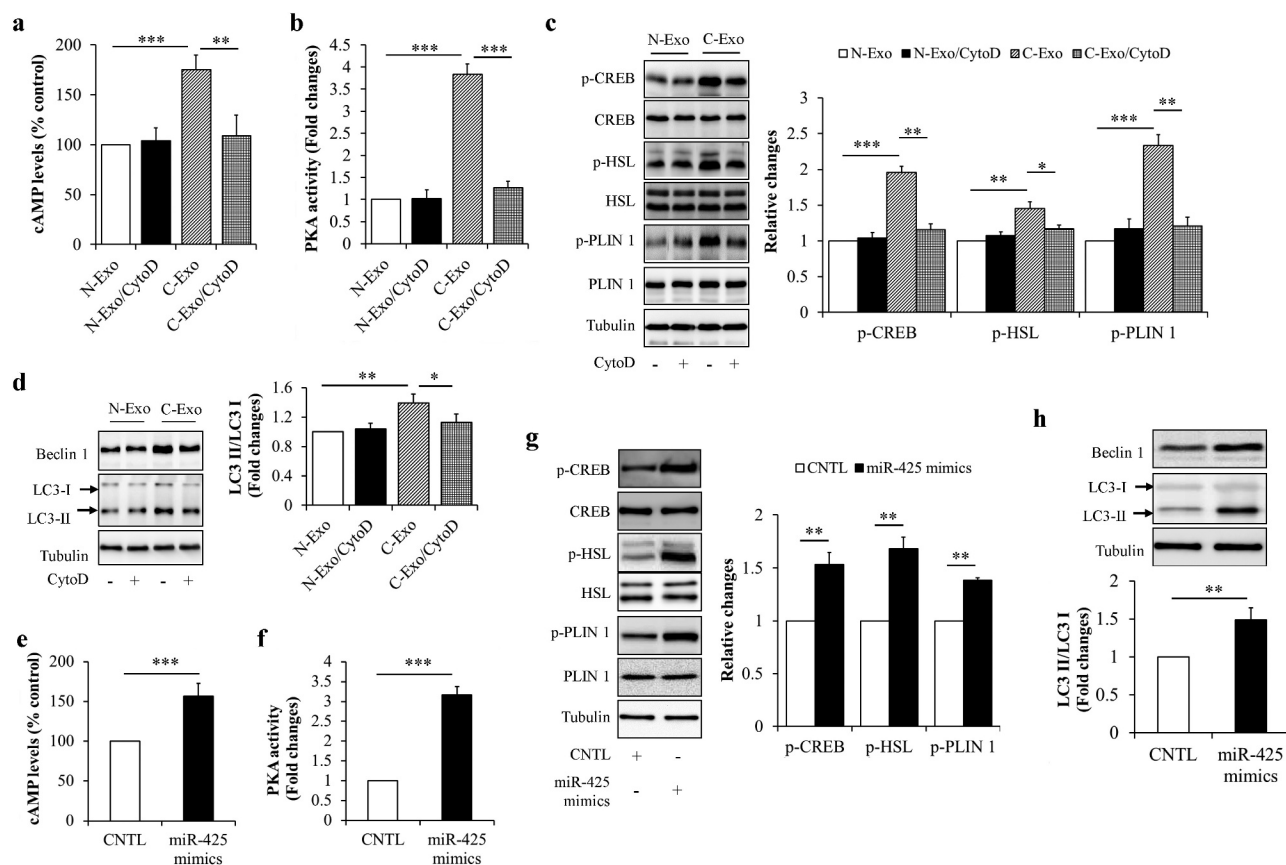 a
cAMP levels (% control)
200
150
100
50
0
***
**
N-Exo
N-Exo/CytoD
C-Exo
C-Exo/CytoD
b
PKA activity (Fold changes)
4.5
4
3.5
3
2.5
2
1.5
1
0.5
0
***
***
N-Exo
N-Exo/CytoD
C-Exo
C-Exo/CytoD
c
N-Exo C-Exo
p-CREB
CREB
p-HSL
HSL
p-PLIN 1
PLIN 1
Tubulin
CytoD - + - +
N-Exo N-Exo/CytoD C-Exo C-Exo/CytoD
Relative changes
3
2.5
2
1.5
1
0.5
0
***
**
**
*
***
**
p-CREB p-HSL p-PLIN 1
d
N-Exo C-Exo
Beclin 1
LC3-I
LC3-II
Tubulin
CytoD - + - +
LC3 II/LC3 I
(Fold changes)
1.6
1.2
0.8
0.4
0
**
*
N-Exo
N-Exo/CytoD
C-Exo
C-Exo/CytoD
e
cAMP levels (% control)
200
150
100
50
0
***
CNTL miR-425
mimics
f
PKA activity
(Fold changes)
4
3.5
3
2.5
2
1.5
1
0.5
0
***
CNTL miR-425
mimics
g
p-CREB
CREB
p-HSL
HSL
p-PLIN 1
PLIN 1
Tubulin
CNTL + -
miR-425
mimics - +
CNTL miR-425 mimics
Relative changes
2
1.5
1
0.5
0
**
**
**
p-CREB p-HSL p-PLIN 1
h
Beclin 1
LC3-I
LC3-II
Tubulin
LC3 II/LC3 I
(Fold changes)
2
1.5
1
0.5
0
**
CNTL miR-425
mimics